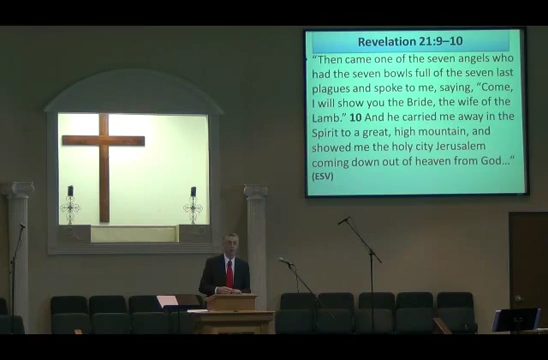 Revelation 21:9–10
“Then came one of the seven angels who
had the seven bowls full of the seven last
plagues and spoke to me, saying, “Come,
I will show you the Bride, the wife of the
Lamb.” 10 And he carried me away in the
Spirit to a great, high mountain, and
showed me the holy city Jerusalem
coming down out of heaven from God...”
(ESV)